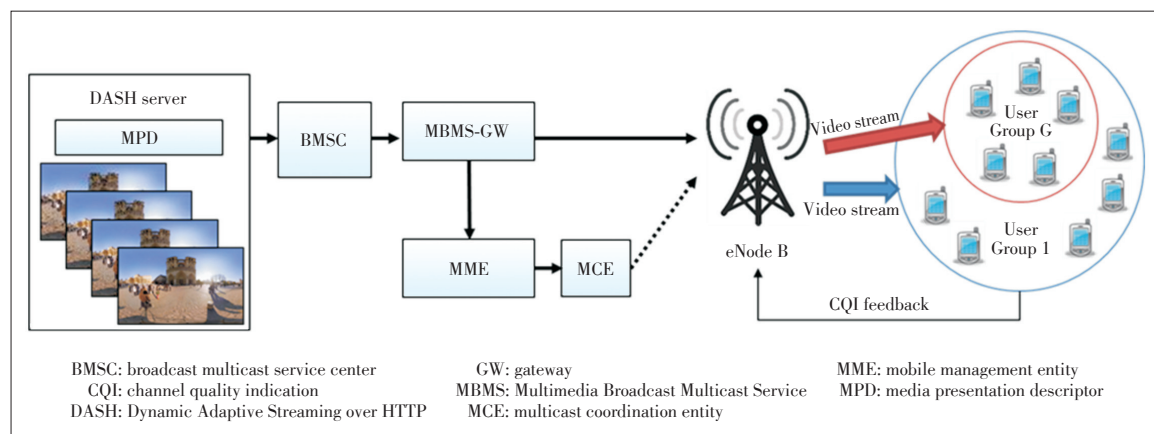 DASH server
MPD
BMSC
MBMS-GW
MME
MCE
eNode B
Video stream
Video stream
User
Group G
User
Group 1
CQI feedback
BMSC: broadcast multicast service center
CQI: channel quality indication
DASH: Dynamic Adaptive Streaming over HTTP
GW: gateway
MBMS: Multimedia Broadcast Multicast Service
MCE: multicast coordination entity
MME: mobile management entity
MPD: media presentation descriptor